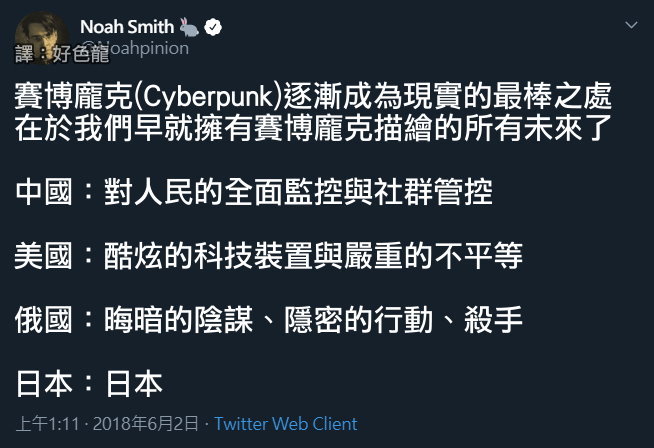 Noah Smith
@Noahpinion
譯：好色龍
賽博龐克(Cyberpunk)逐漸成為現實的最棒之處
在於我們早就擁有賽博龐克描繪的所有未來了
中國：對人民的全面監控與社群管控
美國：酷炫的科技裝置與嚴重的不平等
俄國：晦暗的陰謀、隱密的行動、殺手
日本：日本
上午1:11 · 2018年6月2日 · Twitter Web Client